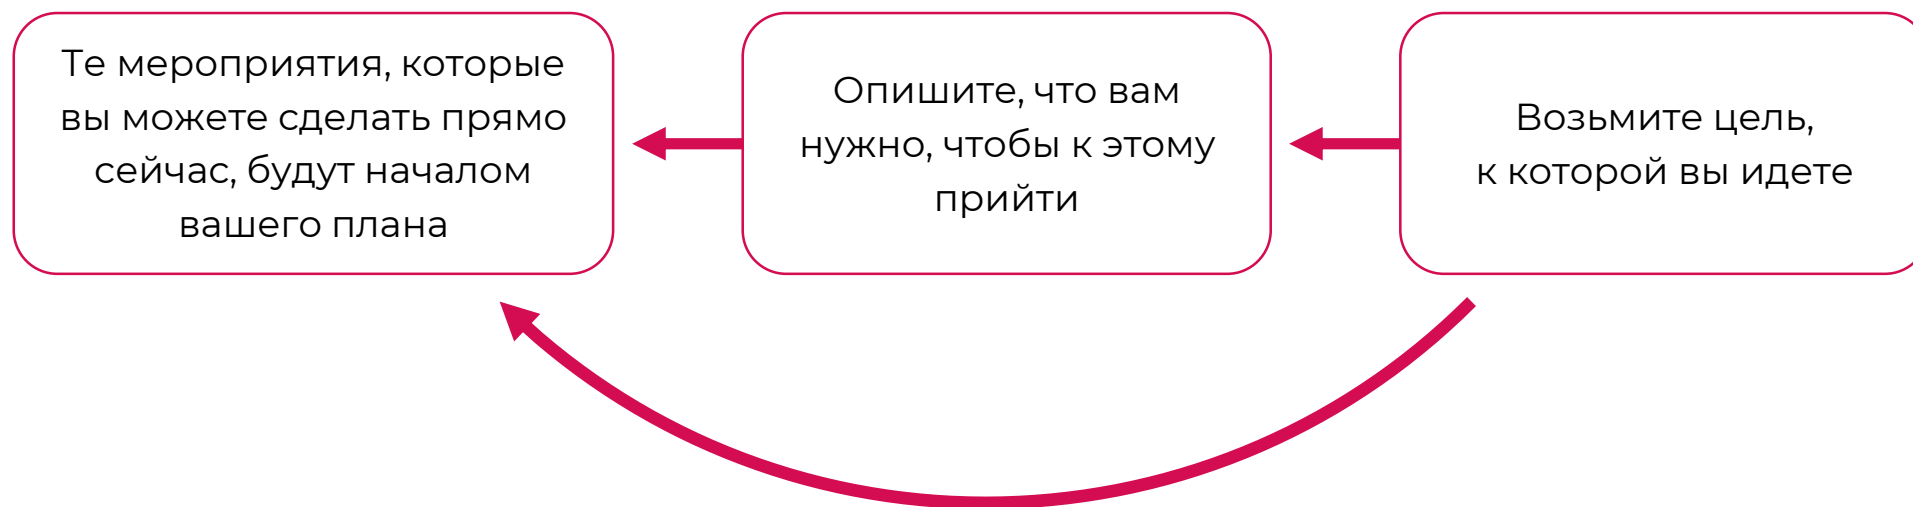 Те мероприятия, которые
вы можете сделать прямо
сейчас, будут началом
вашего плана
Опишите, что вам
нужно, чтобы к этому
прийти
Возьмите цель,
к которой вы идете